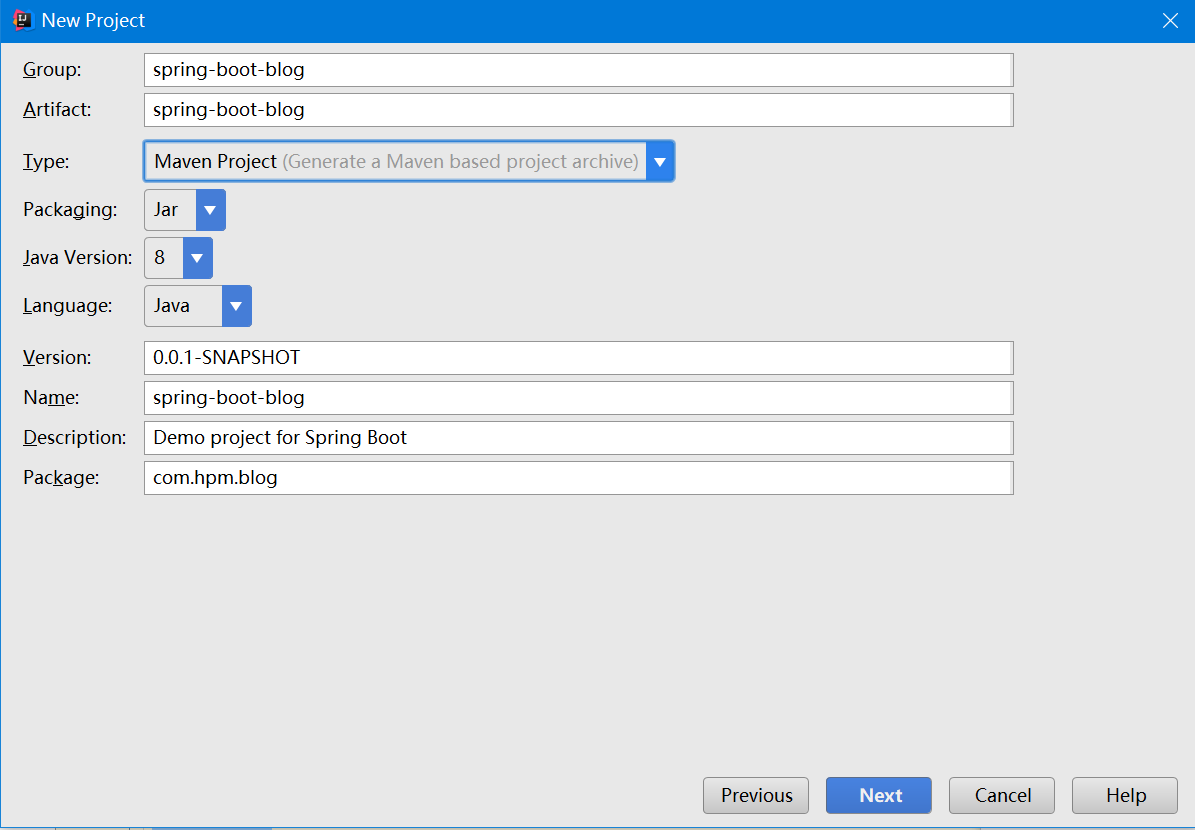 New Project
Group: spring-boot-blog
Artifact: spring-boot-blog
Type: Maven Project (Generate a Maven based project archive)
Packaging: Jar
Java Version: 8
Language: Java
Version: 0.0.1-SNAPSHOT
Name: spring-boot-blog
Description: Demo project for Spring Boot
Package: com.hpm.blog
Previous Next Cancel Help